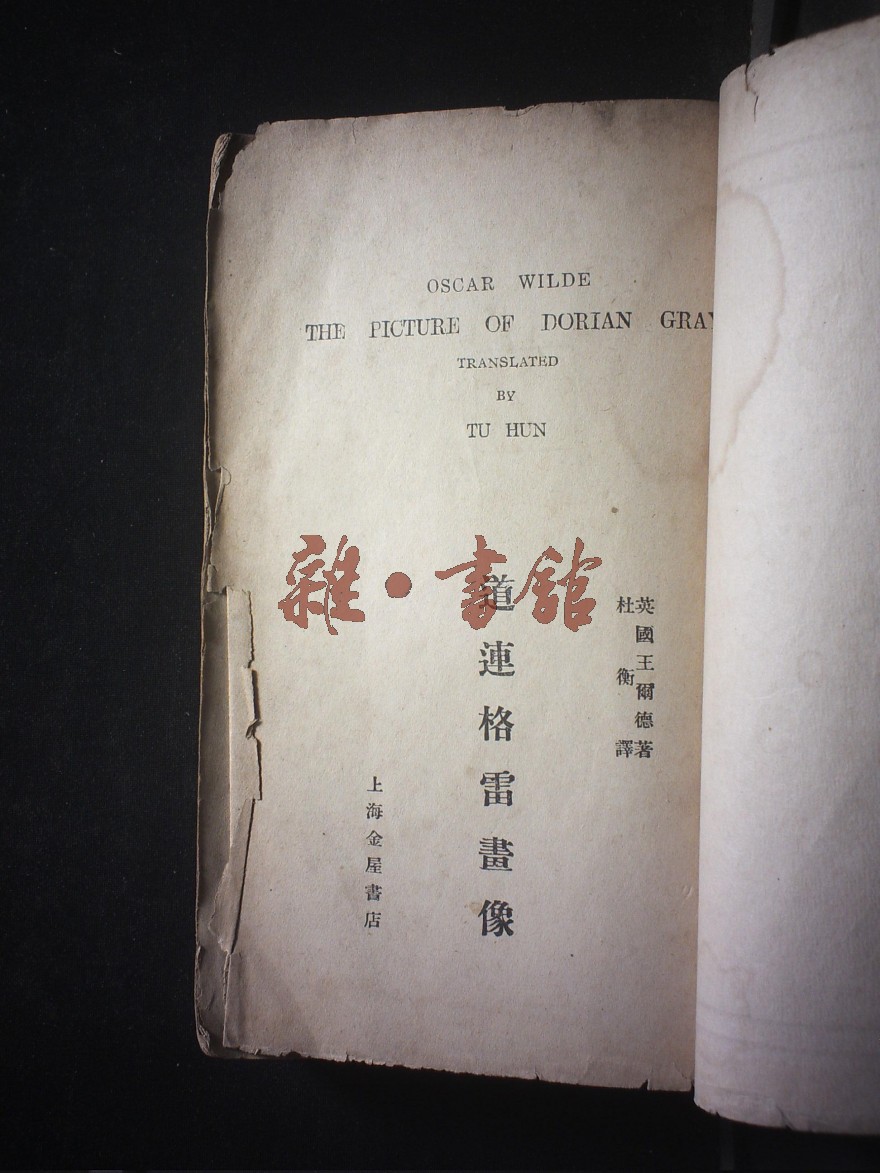 OSCAR WILDE
THE PICTURE OF DORIAN GRAY
TRANSLATED
BY
TU HUN
雜·書館
英國王爾德著
杜衡譯
道連格雷畫像
上海金屋書店